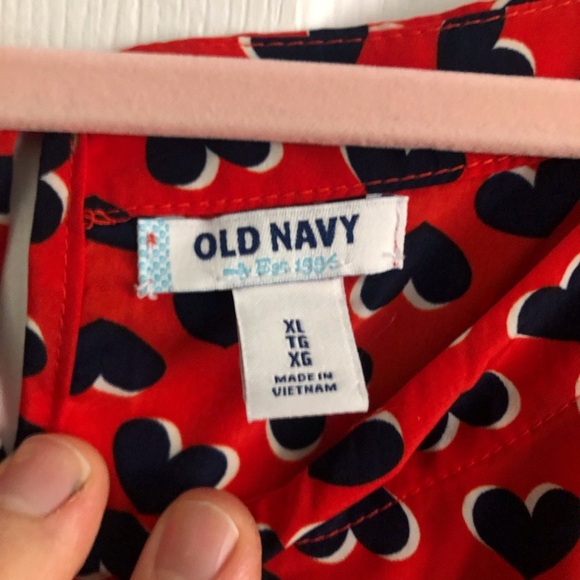 OLD NAVY
Est. 1994
XL
TG
XG
MADE IN
VIETNAM